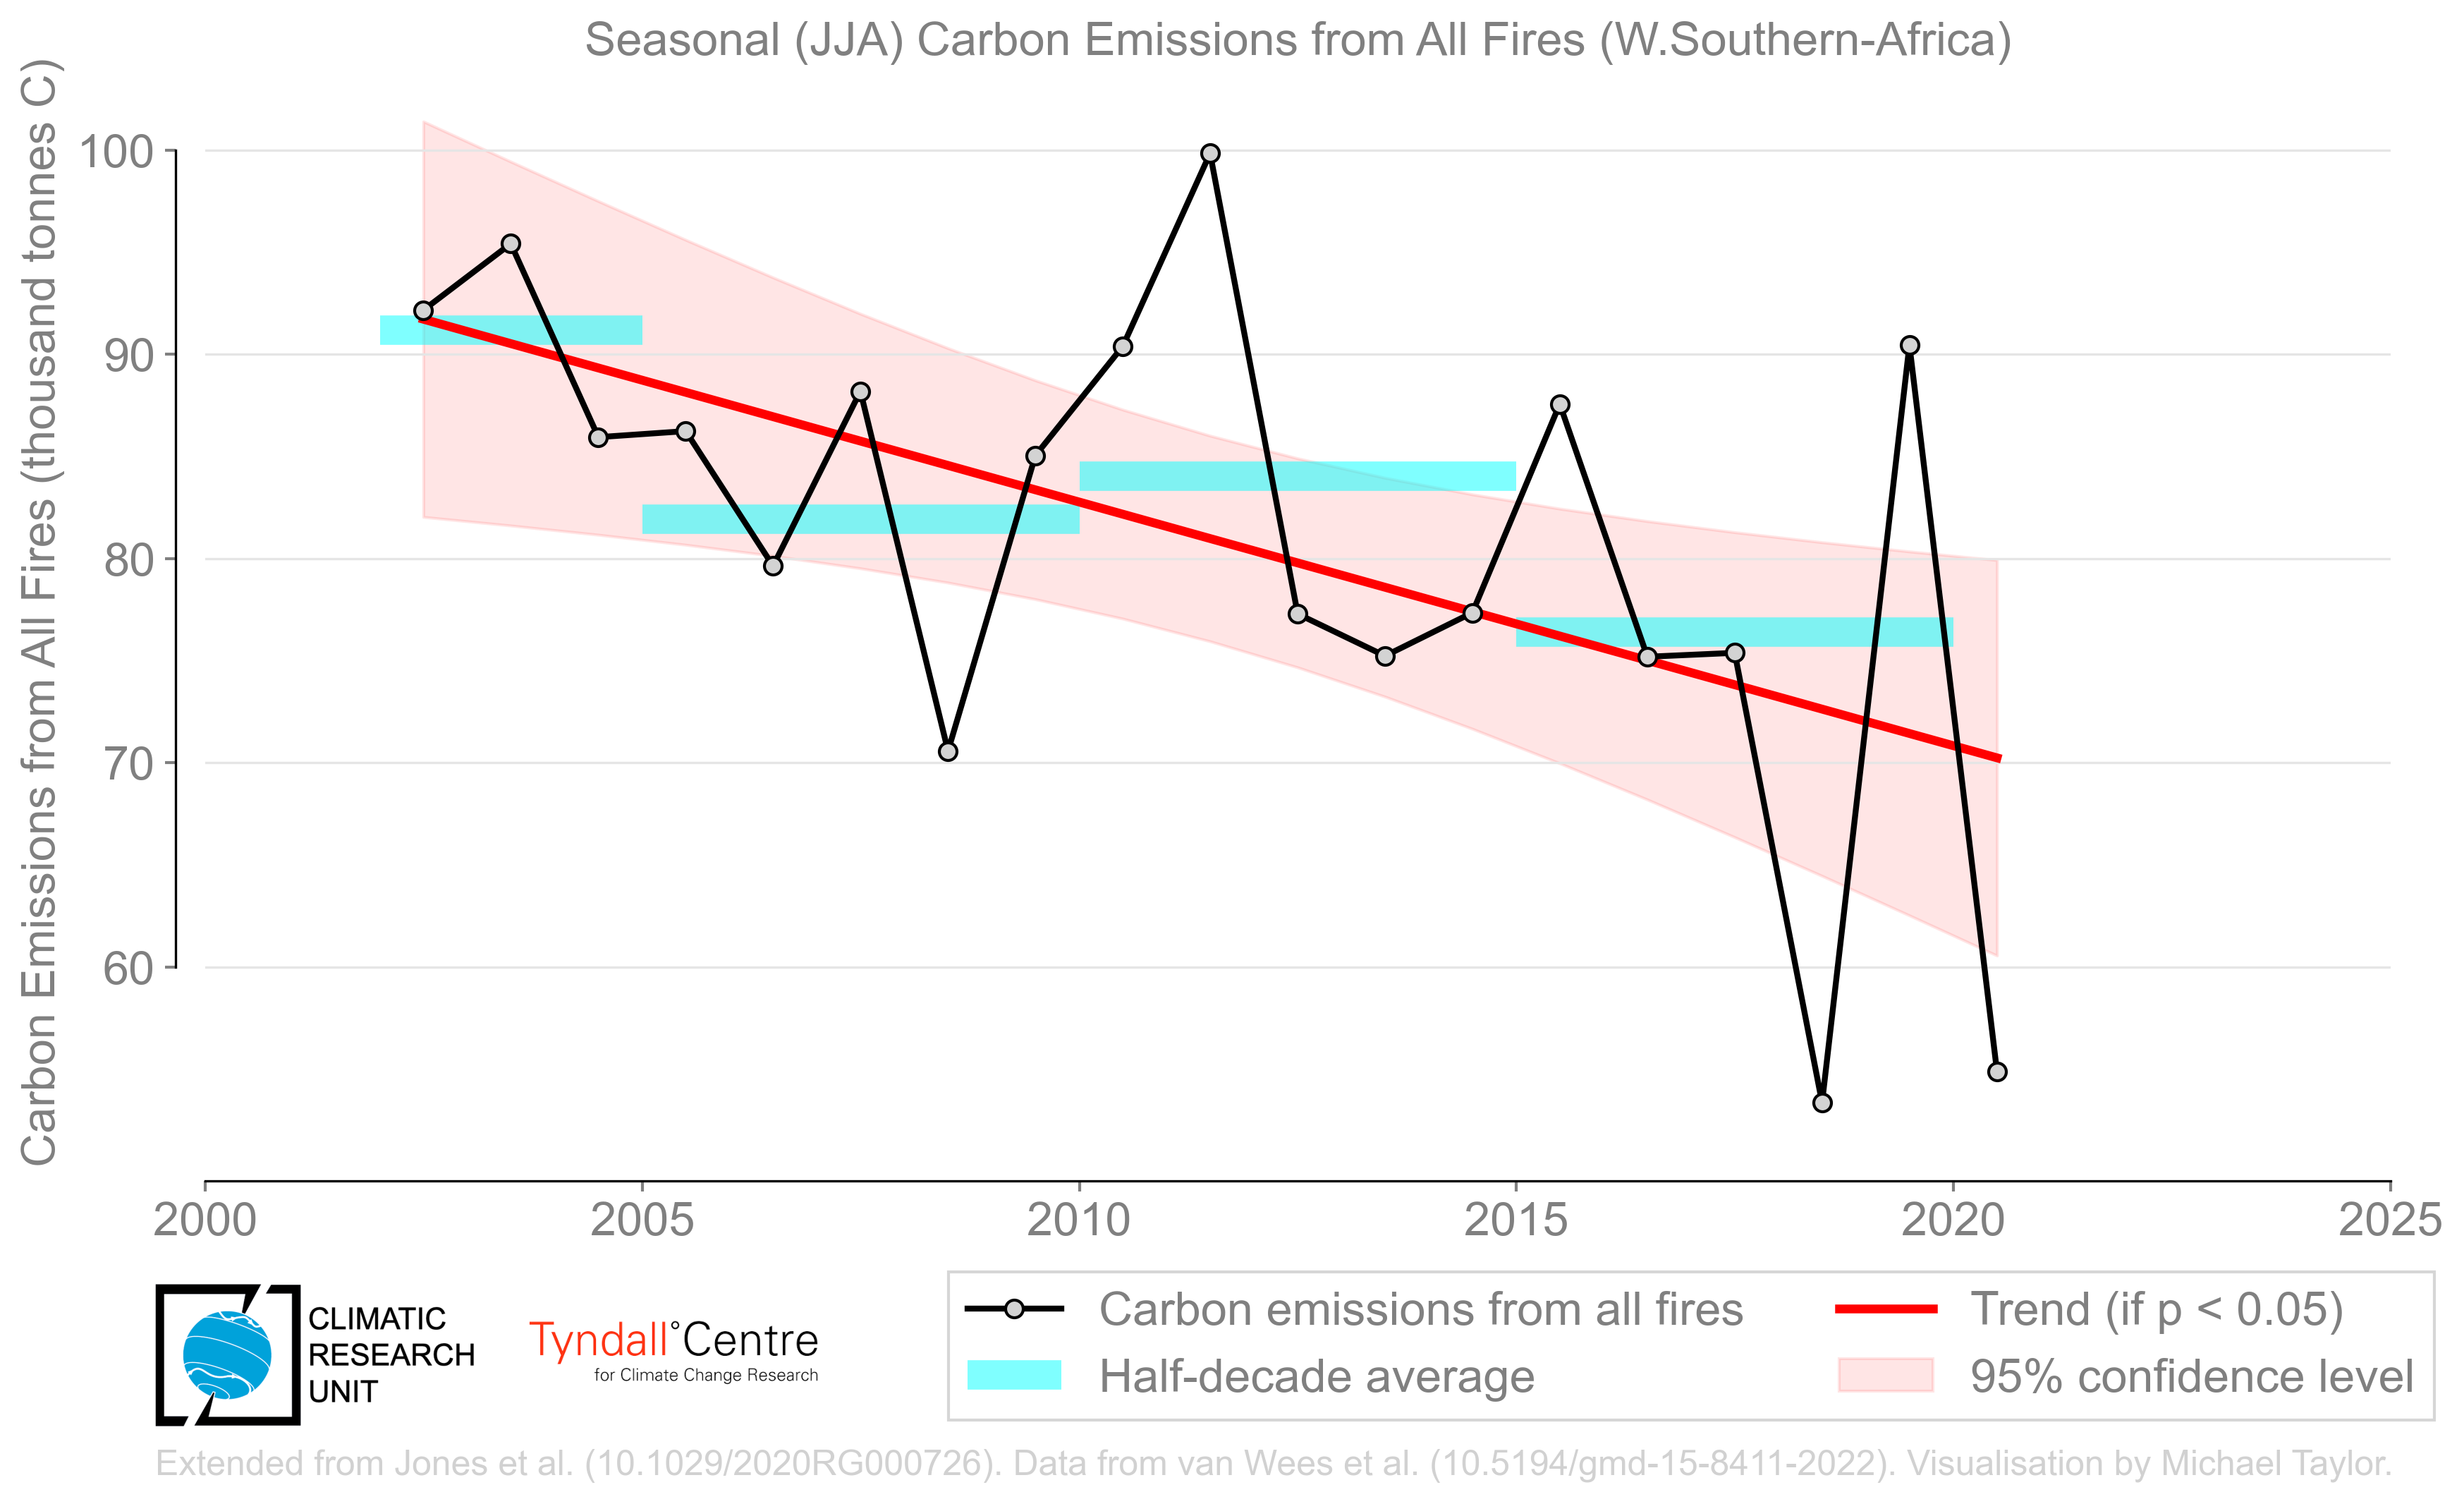 Seasonal (JJA) Carbon Emissions from All Fires (W.Southern-Africa)
Carbon Emissions from All Fires (thousand tonnes C)
100
90
80
70
60
2000 2005 2010 2015 2020 2025
CLIMATIC
RESEARCH
UNIT
Tyndall°Centre
for Climate Change Research
Carbon emissions from all fires
Half-decade average
Trend (if p < 0.05)
95% confidence level
Extended from Jones et al. (10.1029/2020RG000726). Data from van Wees et al. (10.5194/gmd-15-8411-2022). Visualisation by Michael Taylor.